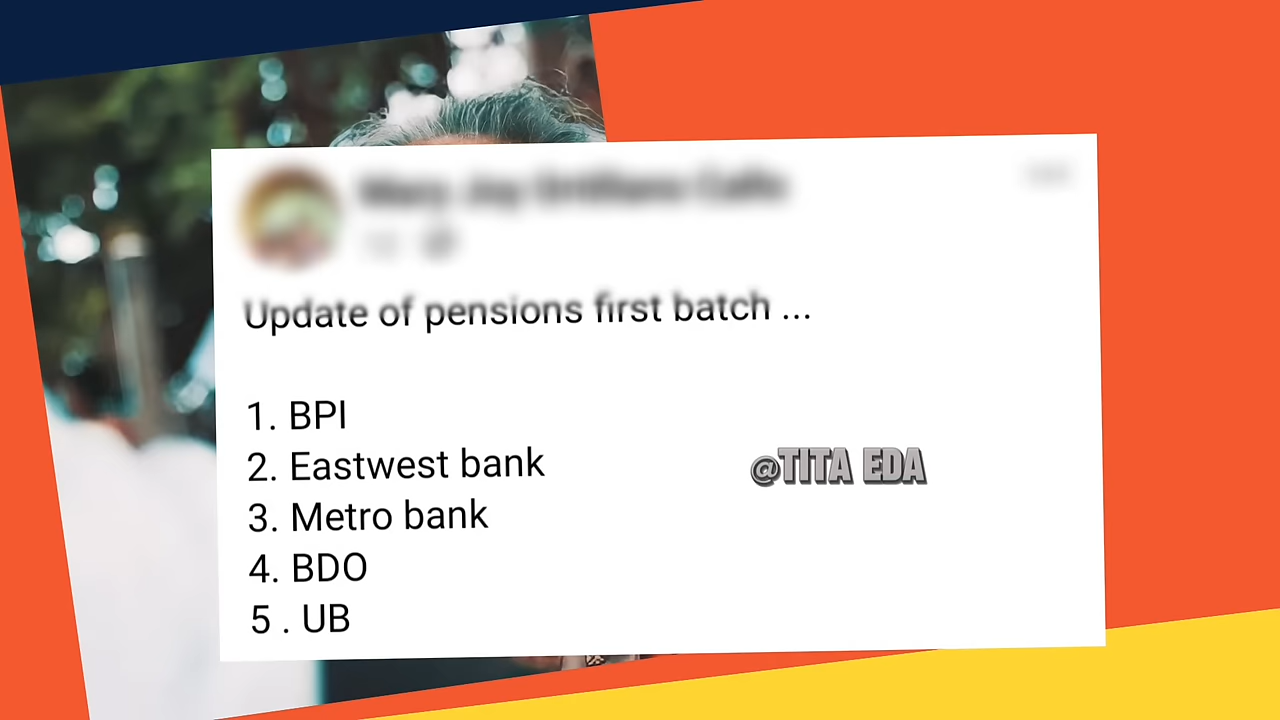 Update of pensions first batch ...
1. BPI
2. Eastwest bank
@TITA EDA
3. Metro bank
4. BDO
5 . UB